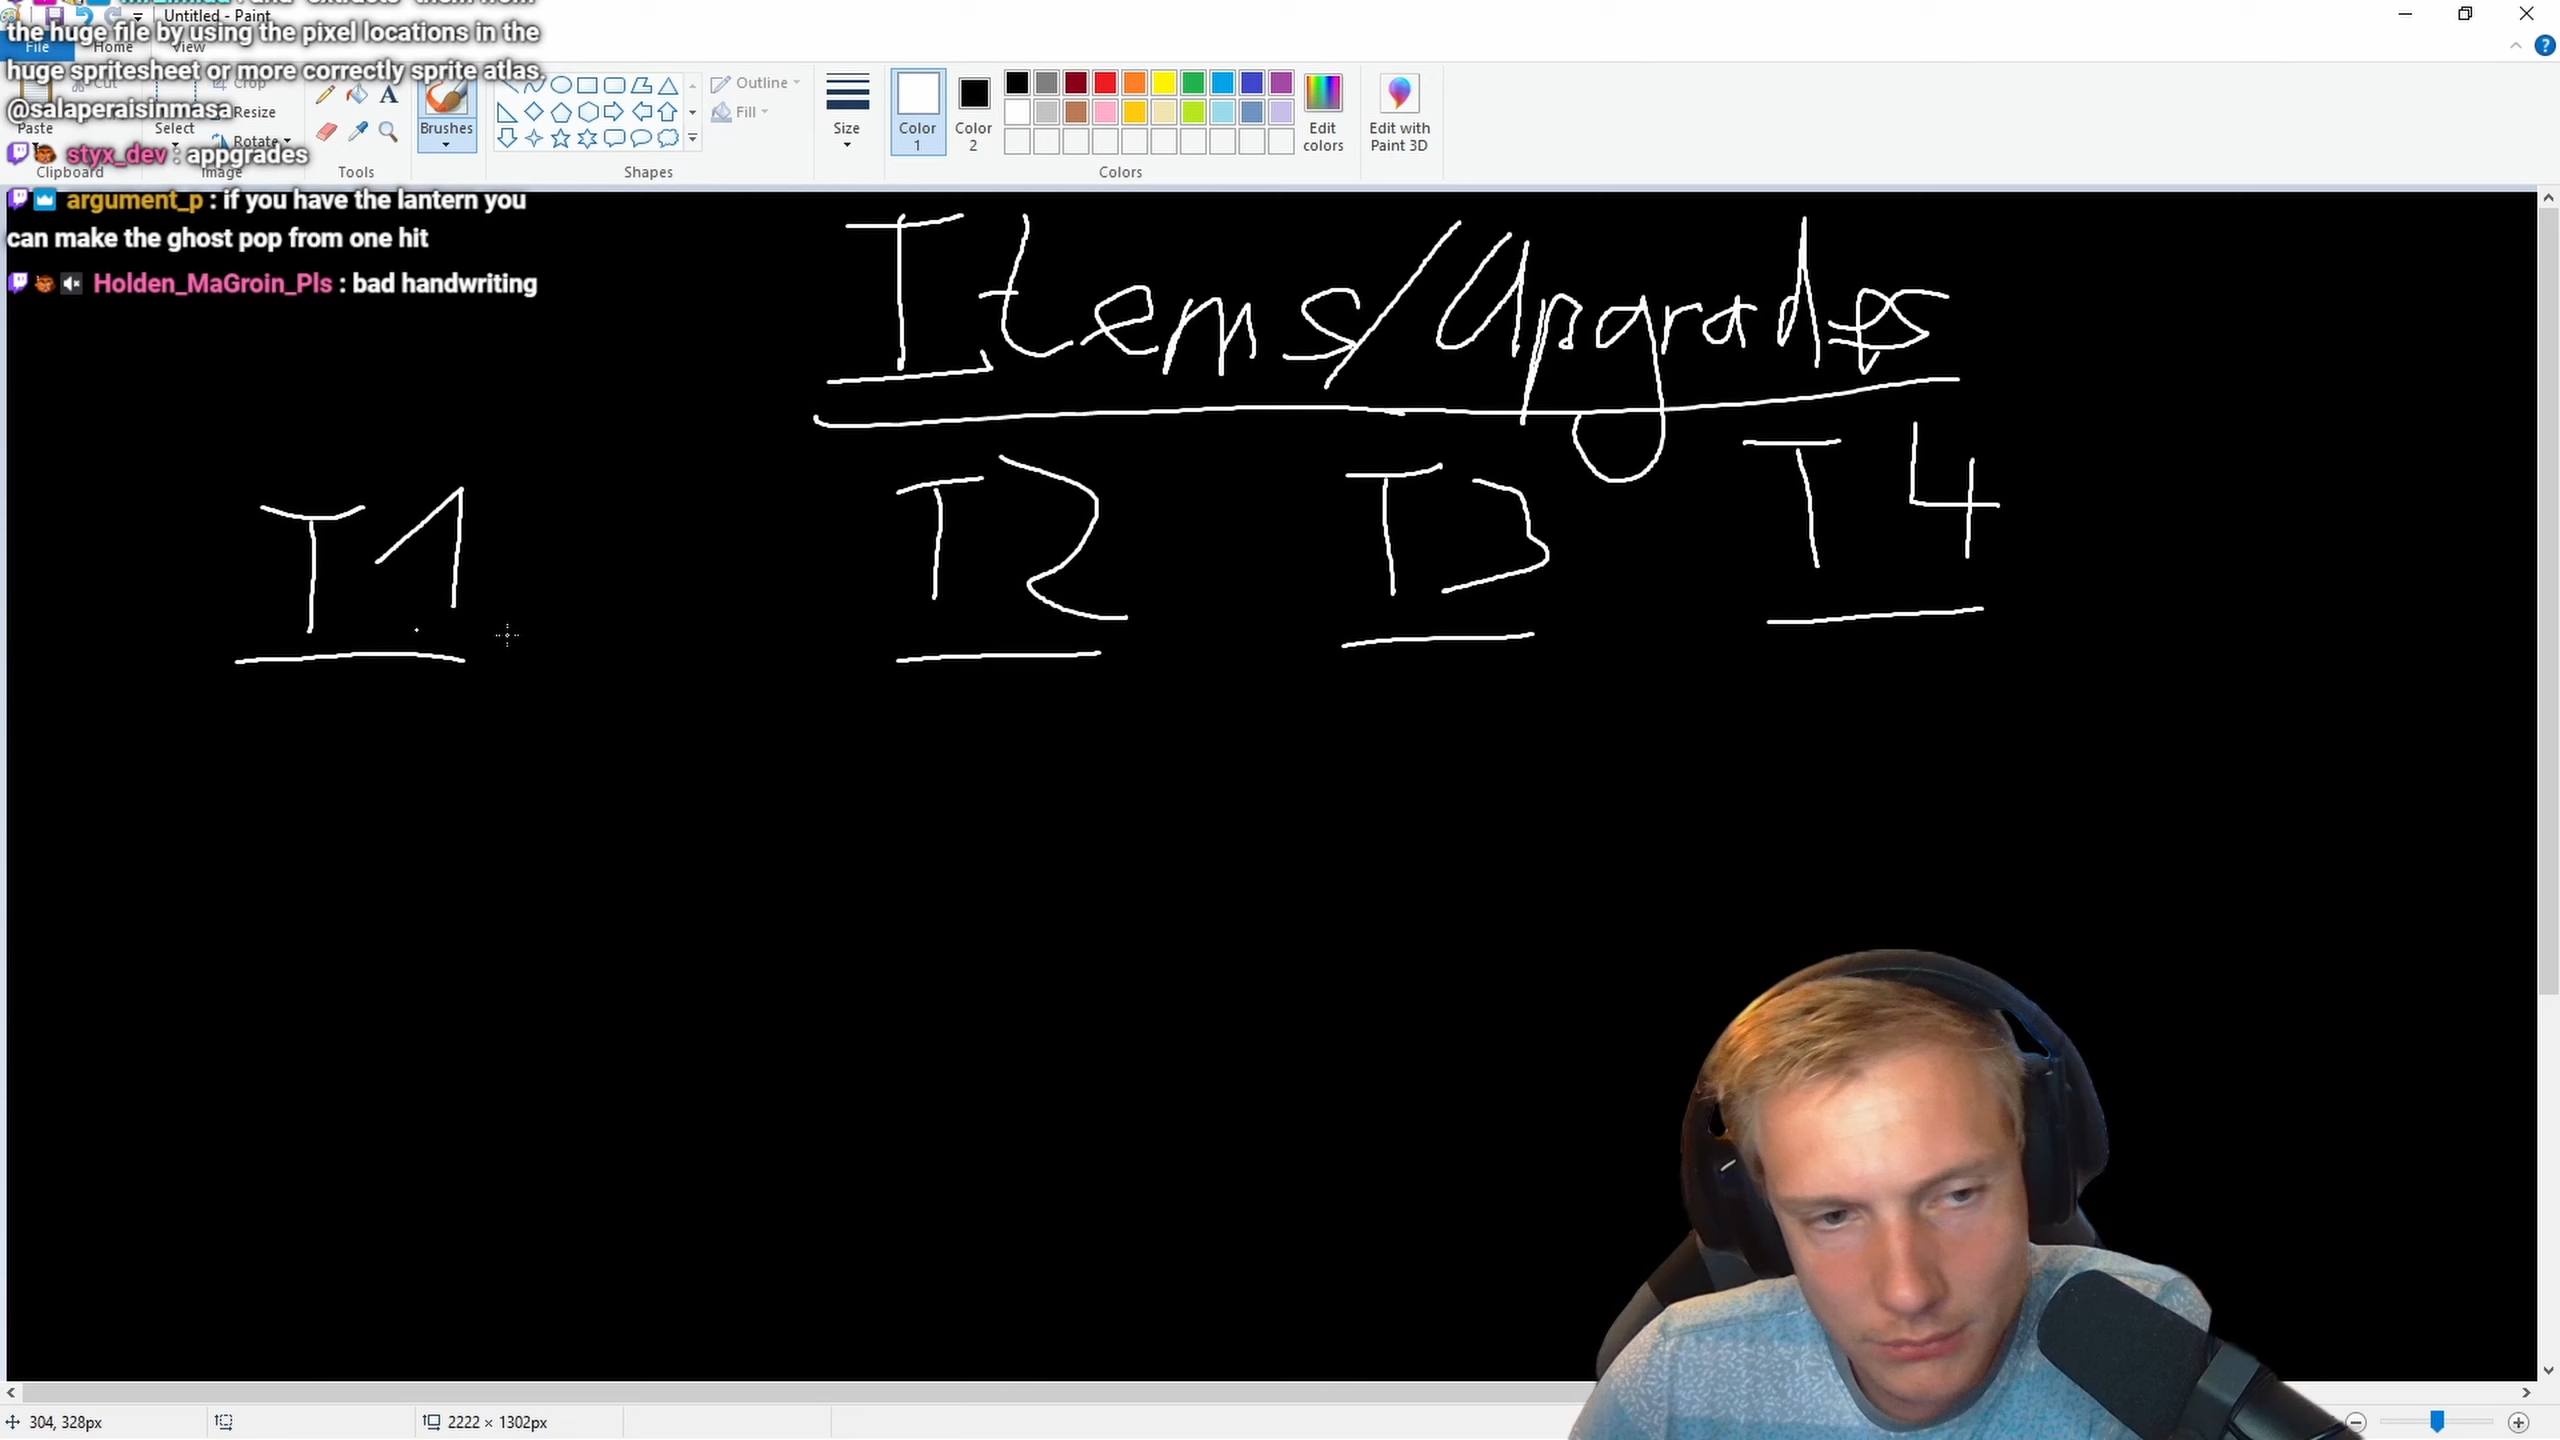 Untitled - Paint
the huge file by using the pixel locations in the
File Home View
huge spritesheet or more correctly sprite atlas.
@salaperaisinmasa
Cut
Crop
Resize
Rotate
Paste
Select
Brushes
A
Outline
Fill
Size
Color 1
Color 2
Edit colors
Edit with Paint 3D
styx_dev : appgrades
Clipboard
Image
Tools
Shapes
Colors
argument_p : if you have the lantern you
can make the ghost pop from one hit
Holden_MaGroin_Pls : bad handwriting
Items/Upgrades
T1 T2 T3 T4
304, 328px
2222 × 1302px